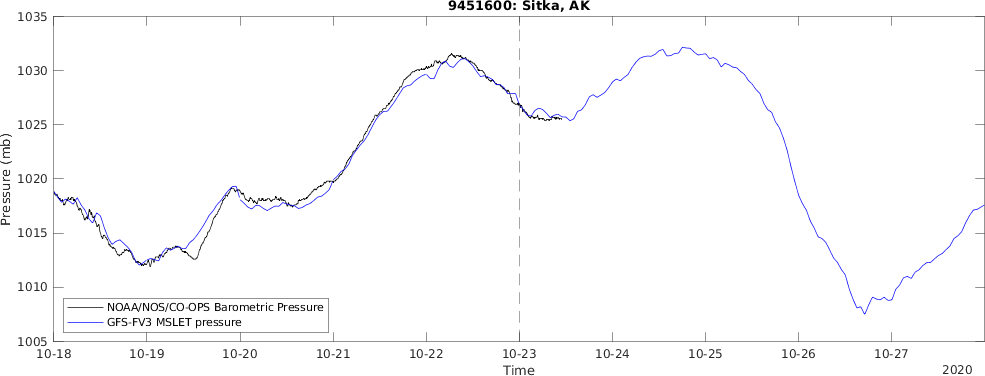 9451600: Sitka, AK
Pressure (mb)
1035
1030
1025
1020
1015
1010
1005
NOAA/NOS/CO-OPS Barometric Pressure
GFS-FV3 MSLET pressure
10-18 10-19 10-20 10-21 10-22 10-23 10-24 10-25 10-26 10-27
Time
2020